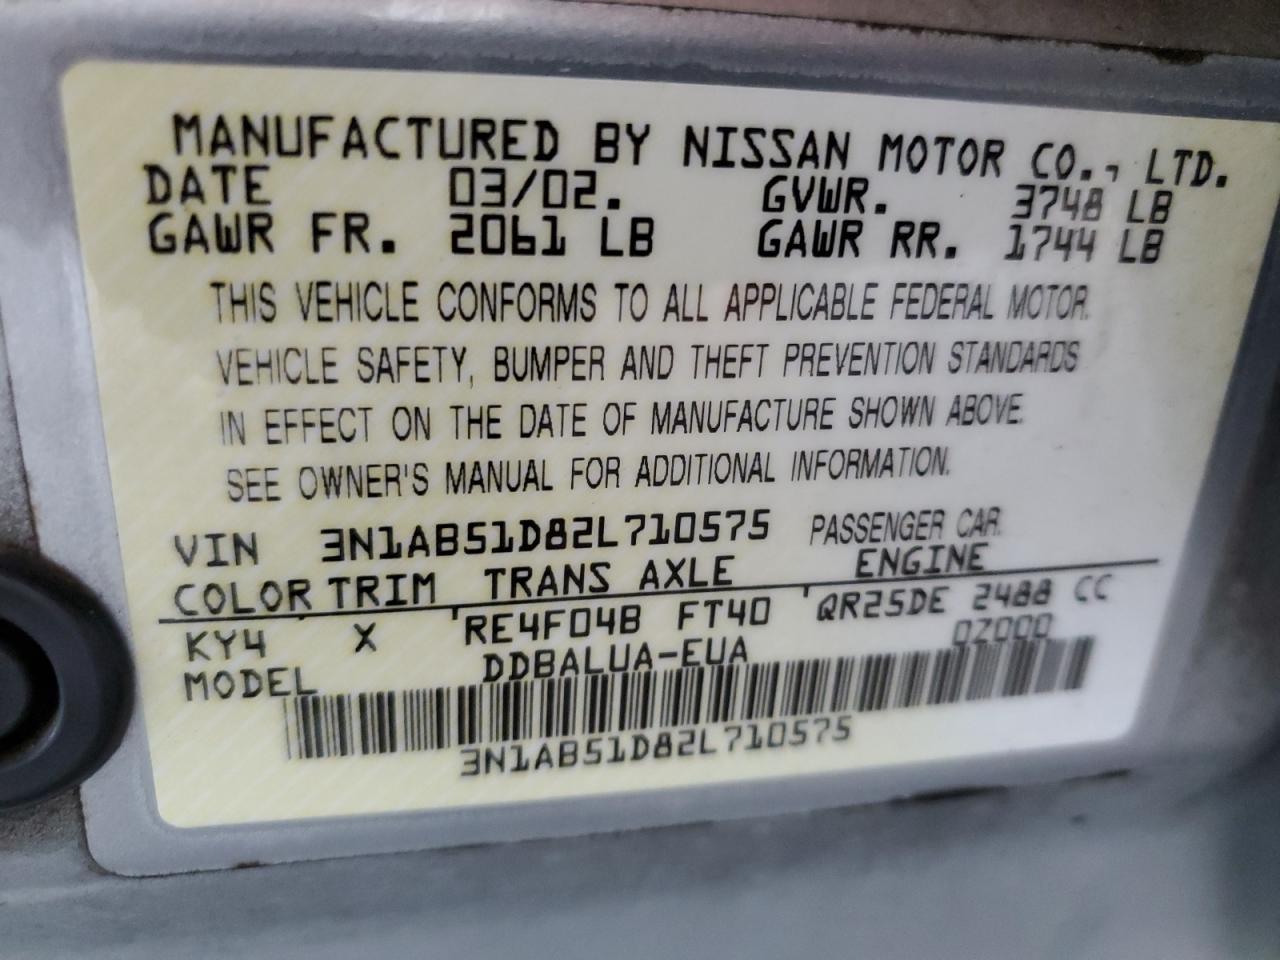 MANUFACTURED BY NISSAN MOTOR CO., LTD.
DATE 03/02. GVWR. 3748 LB
GAWR FR. 2061 LB GAWR RR. 1744 LB
THIS VEHICLE CONFORMS TO ALL APPLICABLE FEDERAL MOTOR
VEHICLE SAFETY, BUMPER AND THEFT PREVENTION STANDARDS
IN EFFECT ON THE DATE OF MANUFACTURE SHOWN ABOVE.
SEE OWNER'S MANUAL FOR ADDITIONAL INFORMATION.
VIN 3N1AB51D82L710575 PASSENGER CAR.
COLOR TRIM TRANS AXLE ENGINE
KY4 X RE4F04B FT40 QR25DE 2488 CC
MODEL DDBALUA-EUA 0Z000
3N1AB51D82L710575